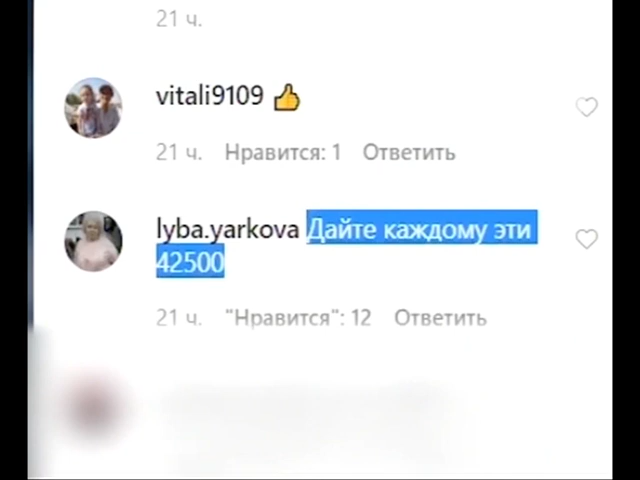 21 ч.
vitali9109 👍
21 ч. Нравится: 1 Ответить
lyba.yarkova Дайте каждому эти
42500
21 ч. "Нравится": 12 Ответить